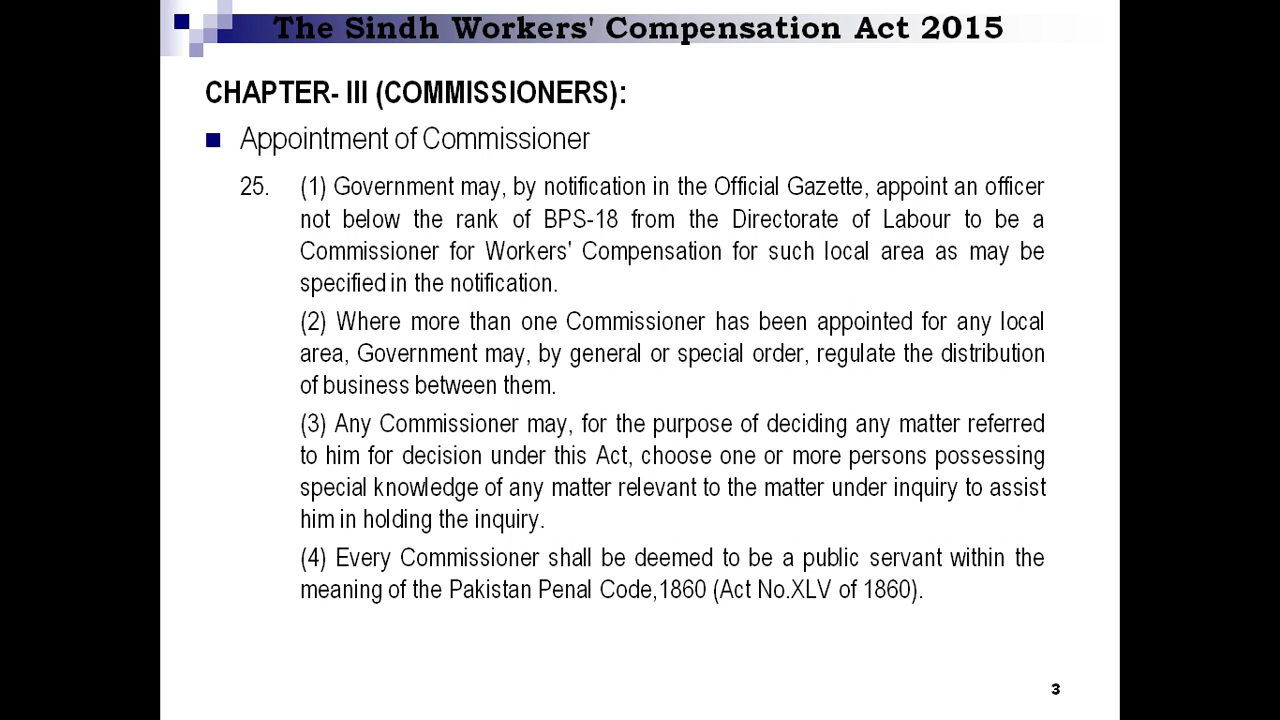 The Sindh Workers' Compensation Act 2015
CHAPTER- III (COMMISSIONERS):
Appointment of Commissioner
25. (1) Government may, by notification in the Official Gazette, appoint an officer
not below the rank of BPS-18 from the Directorate of Labour to be a
Commissioner for Workers' Compensation for such local area as may be
specified in the notification.
(2) Where more than one Commissioner has been appointed for any local
area, Government may, by general or special order, regulate the distribution
of business between them.
(3) Any Commissioner may, for the purpose of deciding any matter referred
to him for decision under this Act, choose one or more persons possessing
special knowledge of any matter relevant to the matter under inquiry to assist
him in holding the inquiry.
(4) Every Commissioner shall be deemed to be a public servant within the
meaning of the Pakistan Penal Code,1860 (Act No.XLV of 1860).
3